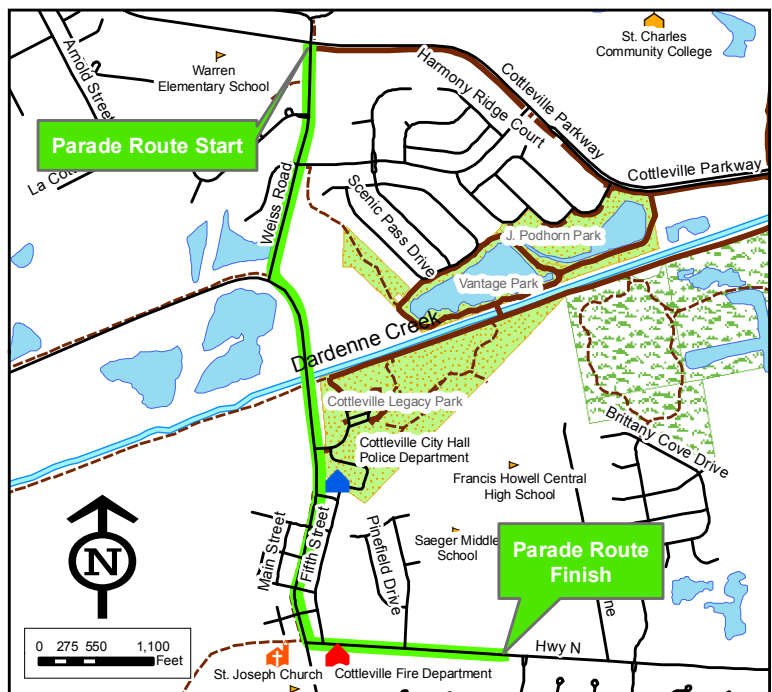 St. Charles
Community College
Arnold Street
Warren
Elementary School
Harmony Ridge Court
Cottleville Parkway
Parade Route Start
Cottleville Parkway
La Cott
Scenic Pass Drive
Weiss Road
J. Podhorn Park
Vantage Park
Dardenne Creek
Cottleville Legacy Park
Brittany Cove Drive
Cottleville City Hall
Police Department
Francis Howell Central
High School
N
Main Street
Fifth Street
Pinefield Drive
Saeger Middle
School
Parade Route
Finish
ne
Hwy N
0 275 550 1,100
Feet
St. Joseph Church
Cottleville Fire Department